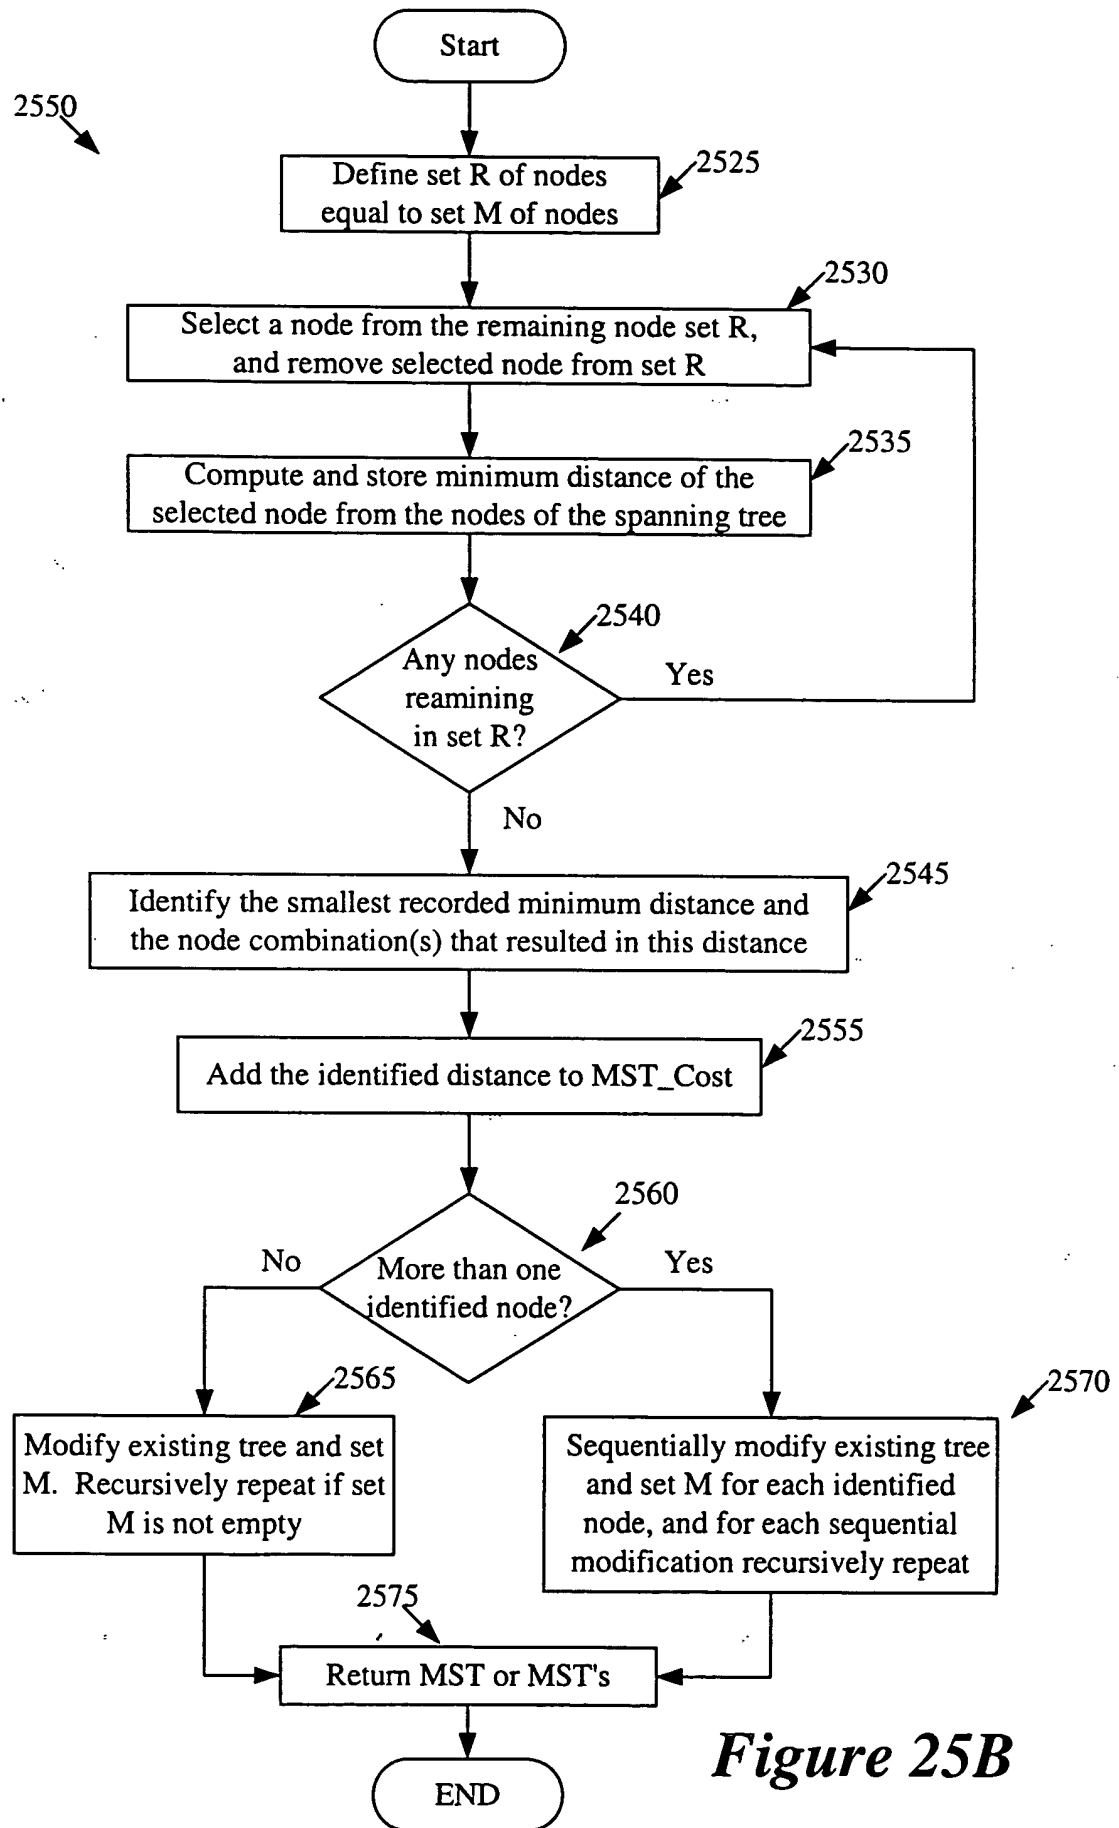 Start
2550
2525
Define set R of nodes
equal to set M of nodes
2530
Select a node from the remaining node set R,
and remove selected node from set R
2535
Compute and store minimum distance of the
selected node from the nodes of the spanning tree
2540
Any nodes
reamining
in set R?
Yes
No
2545
Identify the smallest recorded minimum distance and
the node combination(s) that resulted in this distance
2555
Add the identified distance to MST_Cost
2560
More than one
identified node?
No
Yes
2565
Modify existing tree and set
M. Recursively repeat if set
M is not empty
2570
Sequentially modify existing tree
and set M for each identified
node, and for each sequential
modification recursively repeat
2575
Return MST or MST's
END
Figure 25B